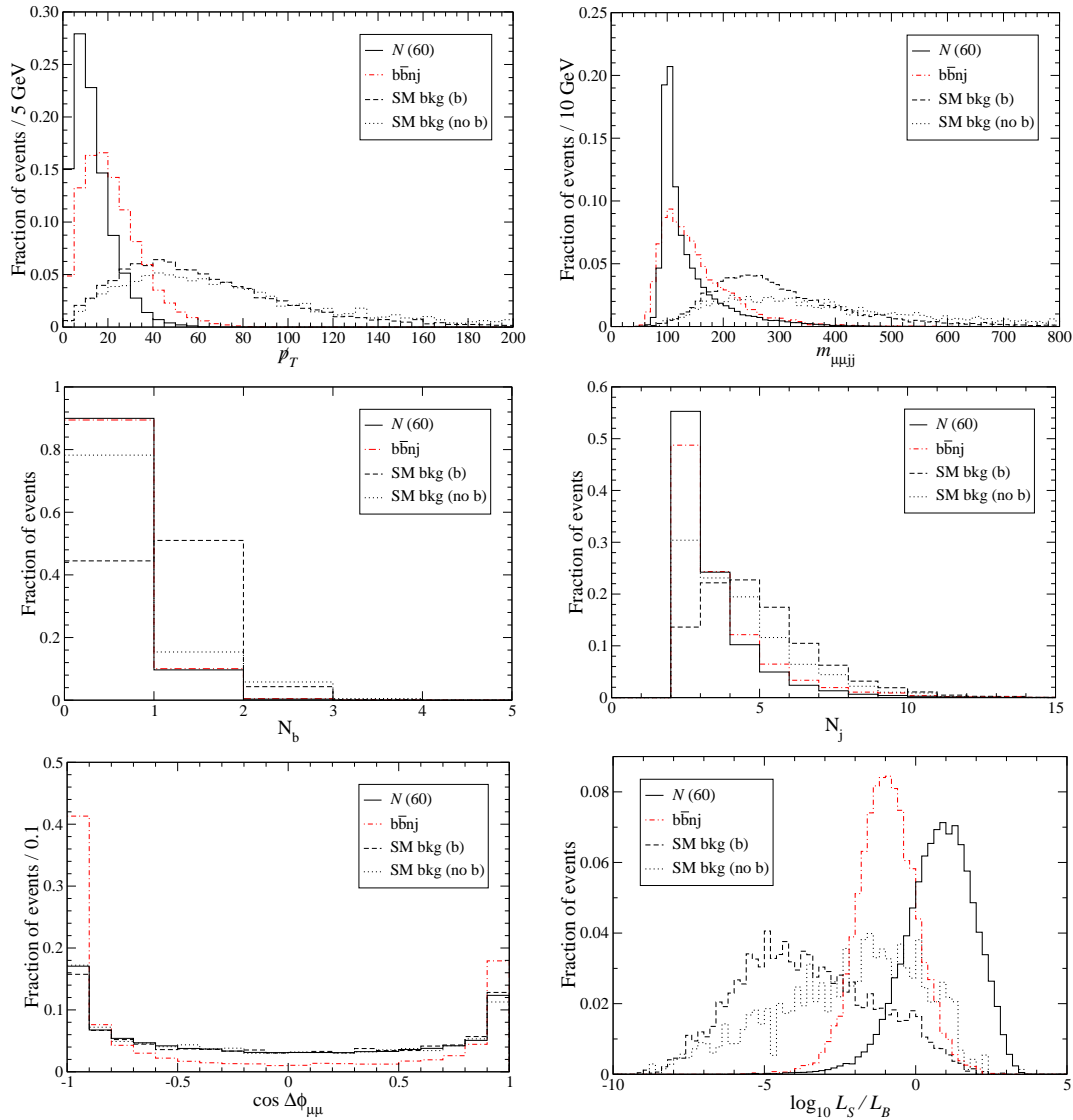 0.30
0.25
0.20
0.15
0.10
0.05
0
Fraction of events / 5 GeV
N (60)
bb̅nj
SM bkg (b)
SM bkg (no b)
0 20 40 60 80 100 120 140 160 180 200
p̸_T
0.25
0.20
0.15
0.10
0.05
0
Fraction of events / 10 GeV
N (60)
bb̅nj
SM bkg (b)
SM bkg (no b)
0 100 200 300 400 500 600 700 800
m_μμjj
1
0.8
0.6
0.4
0.2
0
Fraction of events
N (60)
bb̅nj
SM bkg (b)
SM bkg (no b)
0 1 2 3 4 5
N_b
0.6
0.5
0.4
0.3
0.2
0.1
0.0
Fraction of events
N (60)
bb̅nj
SM bkg (b)
SM bkg (no b)
0 5 10 15
N_j
0.5
0.4
0.3
0.2
0.1
0
Fraction of events / 0.1
N (60)
bb̅nj
SM bkg (b)
SM bkg (no b)
-1 -0.5 0 0.5 1
cos Δϕ_μμ
0.08
0.06
0.04
0.02
0
Fraction of events
N (60)
bb̅nj
SM bkg (b)
SM bkg (no b)
-10 -5 0 5
log₁₀ L_S / L_B